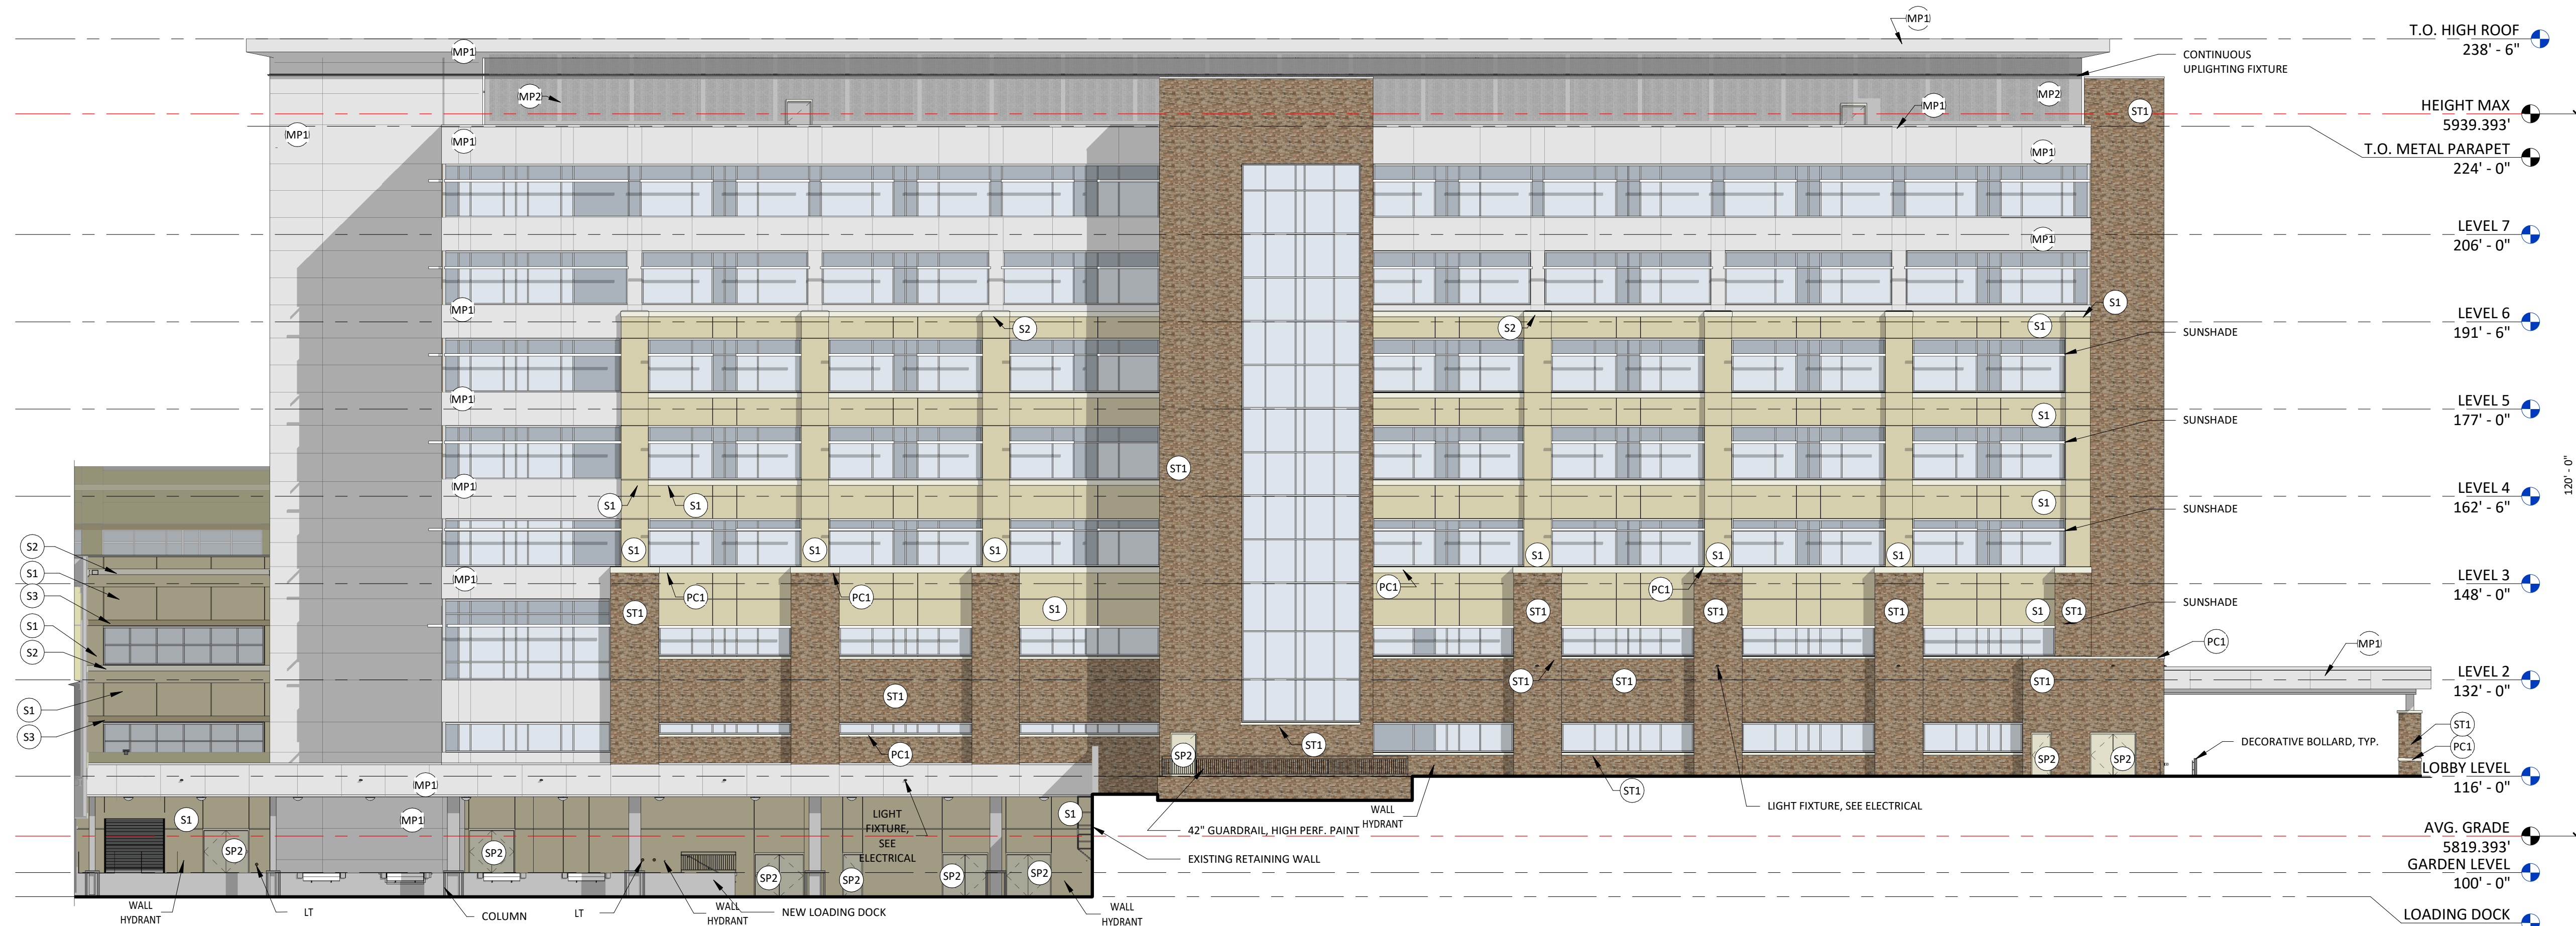 MP1
T.O. HIGH ROOF
238' - 6"
MP1
CONTINUOUS
UPLIGHTING FIXTURE
MP2
MP2
MP1
ST1
HEIGHT MAX
5939.393'
MP1
MP1
MP1
T.O. METAL PARAPET
224' - 0"
LEVEL 7
206' - 0"
MP1
MP1
S1
S2
S2
S1
LEVEL 6
191' - 6"
SUNSHADE
MP1
LEVEL 5
177' - 0"
S1
SUNSHADE
ST1
120' - 0"
MP1
S1
S1
S1
LEVEL 4
162' - 6"
SUNSHADE
S2
S1
S1
S1
S1
S1
S1
S1
S3
MP1
PC1
PC1
PC1
PC1
LEVEL 3
148' - 0"
SUNSHADE
ST1
S1
ST1
ST1
ST1
S1
ST1
S1
S2
PC1
MP1
ST1
ST1
ST1
ST1
LEVEL 2
132' - 0"
S1
S3
PC1
ST1
ST1
PC1
DECORATIVE BOLLARD, TYP.
SP2
SP2
SP2
LOBBY LEVEL
116' - 0"
MP1
ST1
S1
MP1
LIGHT
FIXTURE,
SEE
ELECTRICAL
S1
WALL
HYDRANT
LIGHT FIXTURE, SEE ELECTRICAL
42" GUARDRAIL, HIGH PERF. PAINT
AVG. GRADE
5819.393'
SP2
SP2
EXISTING RETAINING WALL
GARDEN LEVEL
100' - 0"
SP2
SP2
SP2
SP2
WALL
HYDRANT
LT
COLUMN
LT
WALL
HYDRANT
NEW LOADING DOCK
WALL
HYDRANT
LOADING DOCK